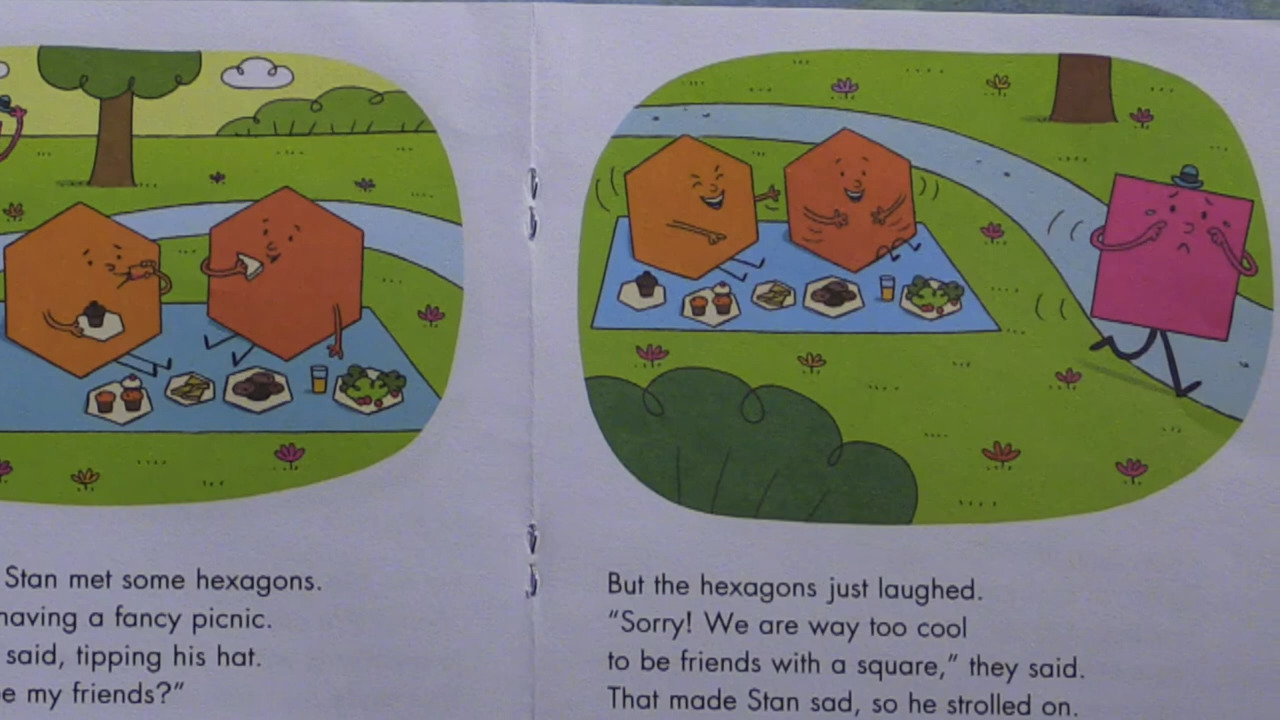 Stan met some hexagons.
having a fancy picnic.
said, tipping his hat.
my friends?”
But the hexagons just laughed.
“Sorry! We are way too cool
to be friends with a square,” they said.
That made Stan sad, so he strolled on.